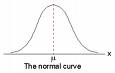 x
μ
The normal curve